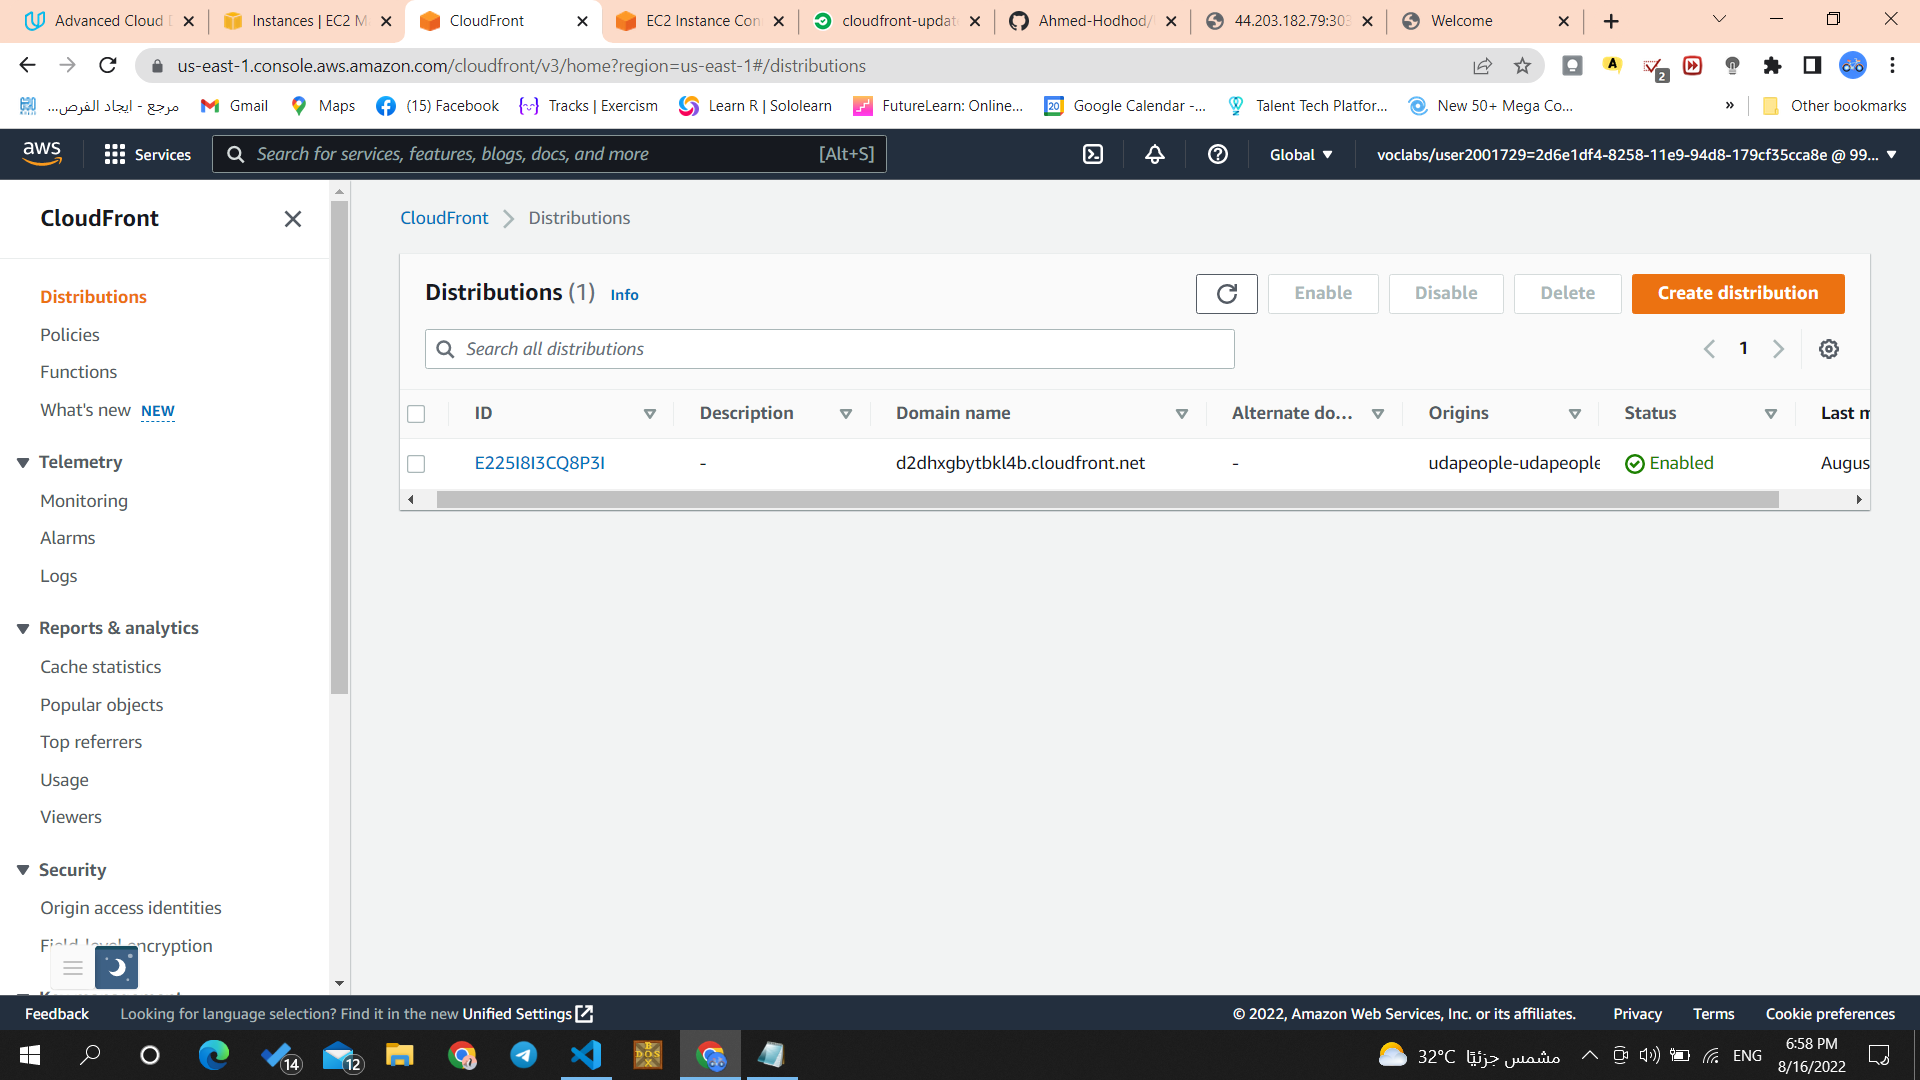 Advanced Cloud D
Instances | EC2 M
CloudFront
EC2 Instance Con
cloudfront-updat
Ahmed-Hodhod/
44.203.182.79:303
Welcome
us-east-1.console.aws.amazon.com/cloudfront/v3/home?region=us-east-1#/distributions
A
2
مرجع - ايجاد الفرص...
Gmail
Maps
(15) Facebook
Tracks | Exercism
Learn R | Sololearn
FutureLearn: Online...
Google Calendar -...
Talent Tech Platfor...
New 50+ Mega Co...
»
Other bookmarks
aws
Services
Search for services, features, blogs, docs, and more
[Alt+S]
Global
voclabs/user2001729=2d6e1df4-8258-11e9-94d8-179cf35cca8e @ 99...
CloudFront
Distributions
Policies
Functions
What's new NEW
Telemetry
Monitoring
Alarms
Logs
Reports & analytics
Cache statistics
Popular objects
Top referrers
Usage
Viewers
Security
Origin access identities
Field-level encryption
CloudFront > Distributions
Distributions (1) Info
Enable
Disable
Delete
Create distribution
Search all distributions
1
ID
Description
Domain name
Alternate do...
Origins
Status
Last m
E225I8I3CQ8P3I
-
d2dhxgbytbkl4b.cloudfront.net
-
udapeople-udapeople
Enabled
Augus
Feedback
Looking for language selection? Find it in the new Unified Settings
© 2022, Amazon Web Services, Inc. or its affiliates.
Privacy
Terms
Cookie preferences
14
12
BOX
DOS
32°C مشمس جزئيًا
ENG
6:58 PM
8/16/2022